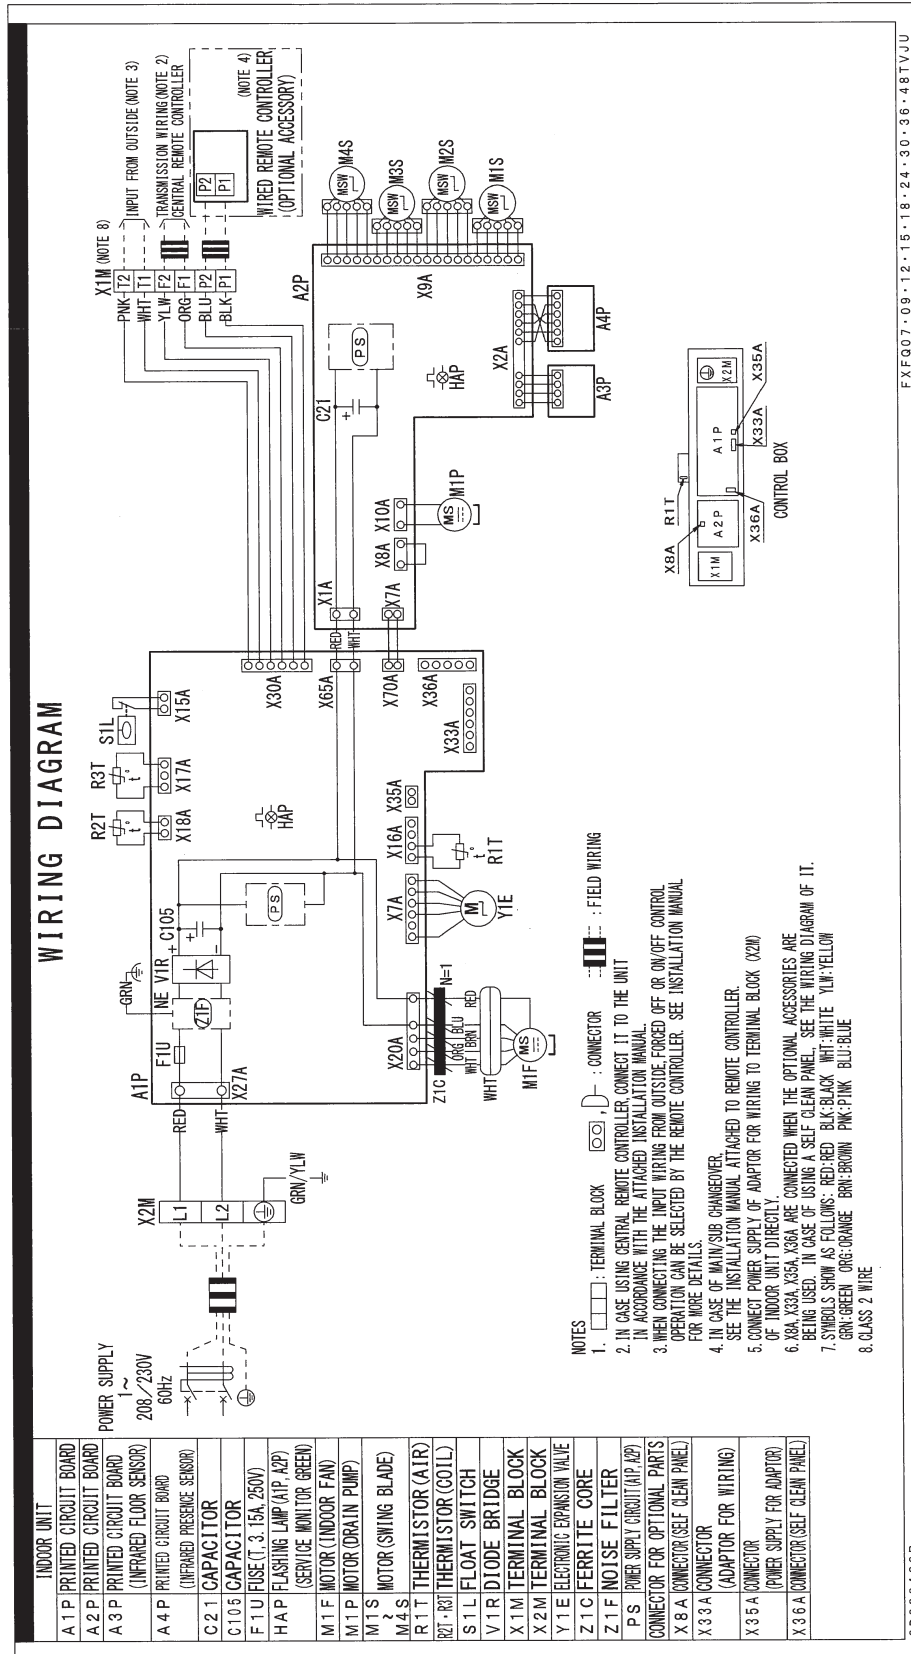 WIRING DIAGRAM
INDOOR UNIT
A1P PRINTED CIRCUIT BOARD
A2P PRINTED CIRCUIT BOARD
A3P PRINTED CIRCUIT BOARD
(INFRARED FLOOR SENSOR)
A4P PRINTED CIRCUIT BOARD
(INFRARED PRESENCE SENSOR)
C21 CAPACITOR
C105 CAPACITOR
F1U FUSE(T, 3.15A, 250V)
HAP FLASHING LAMP(A1P, A2P)
(SERVICE MONITOR GREEN)
M1F MOTOR(INDOOR FAN)
M1P MOTOR(DRAIN PUMP)
M1S
~
M4S
MOTOR(SWING BLADE)
R1T THERMISTOR(AIR)
R2T・R3T THERMISTOR(COIL)
S1L FLOAT SWITCH
V1R DIODE BRIDGE
X1M TERMINAL BLOCK
X2M TERMINAL BLOCK
Y1E ELECTRONIC EXPANSION VALVE
Z1C FERRITE CORE
Z1F NOISE FILTER
PS POWER SUPPLY CIRCUIT(A1P, A2P)
CONNECTOR FOR OPTIONAL PARTS
X8A CONNECTOR(SELF CLEAN PANEL)
X33A CONNECTOR
(ADAPTOR FOR WIRING)
X35A CONNECTOR
(POWER SUPPLY FOR ADAPTOR)
X36A CONNECTOR(SELF CLEAN PANEL)
POWER SUPPLY
1~
208/230V
60Hz
X2M
L1
L2
GRN/YLW
RED
WHT
A1P
X27A
F1U
GRN
NE
Z1F
V1R
+
-
C105
PS
HAP
R2T
t°
X18A
R3T
t°
X17A
S1L
X15A
X30A
X65A
X70A
X36A
X33A
X35A
X16A
R1T
t°
X7A
M
Y1E
X20A
Z1C
N=1
WHT
ORG
BRN
BLU
RED
WHT
MS
M1F
X1M (NOTE 8)
PNK T2
WHT T1
YLW F2
ORG F1
BLU P2
BLK P1
INPUT FROM OUTSIDE(NOTE 3)
TRANSMISSION WIRING(NOTE 2)
CENTRAL REMOTE CONTROLLER
P2
P1
(NOTE 4)
WIRED REMOTE CONTROLLER
(OPTIONAL ACCESSORY)
A2P
RED
WHT
X1A
X7A
X8A
X10A
MS
M1P
C21
+
PS
HAP
X2A
X9A
A3P
A4P
MSW
M4S
MSW
M3S
MSW
M2S
MSW
M1S
X8A
R1T
X1M
A2P
A1P
X2M
X36A
X33A
X35A
CONTROL BOX
NOTES
1. : TERMINAL BLOCK , : CONNECTOR : FIELD WIRING
2. IN CASE USING CENTRAL REMOTE CONTROLLER, CONNECT IT TO THE UNIT
IN ACCORDANCE WITH THE ATTACHED INSTALLATION MANUAL.
3. WHEN CONNECTING THE INPUT WIRING FROM OUTSIDE, FORCED OFF OR ON/OFF CONTROL
OPERATION CAN BE SELECTED BY THE REMOTE CONTROLLER. SEE INSTALLATION MANUAL
FOR MORE DETAILS.
4. IN CASE OF MAIN/SUB CHANGEOVER,
SEE THE INSTALLATION MANUAL ATTACHED TO REMOTE CONTROLLER.
5. CONNECT POWER SUPPLY OF ADAPTOR FOR WIRING TO TERMINAL BLOCK (X2M)
OF INDOOR UNIT DIRECTLY.
6. X8A, X33A, X35A, X36A ARE CONNECTED WHEN THE OPTIONAL ACCESSORIES ARE
BEING USED. IN CASE OF USING A SELF CLEAN PANEL, SEE THE WIRING DIAGRAM OF IT.
7. SYMBOLS SHOW AS FOLLOWS: RED:RED BLK:BLACK WHT:WHITE YLW:YELLOW
GRN:GREEN ORG:ORANGE BRN:BROWN PNK:PINK BLU:BLUE
8. CLASS 2 WIRE
FXFQ07・09・12・15・18・24・30・36・48TVJU